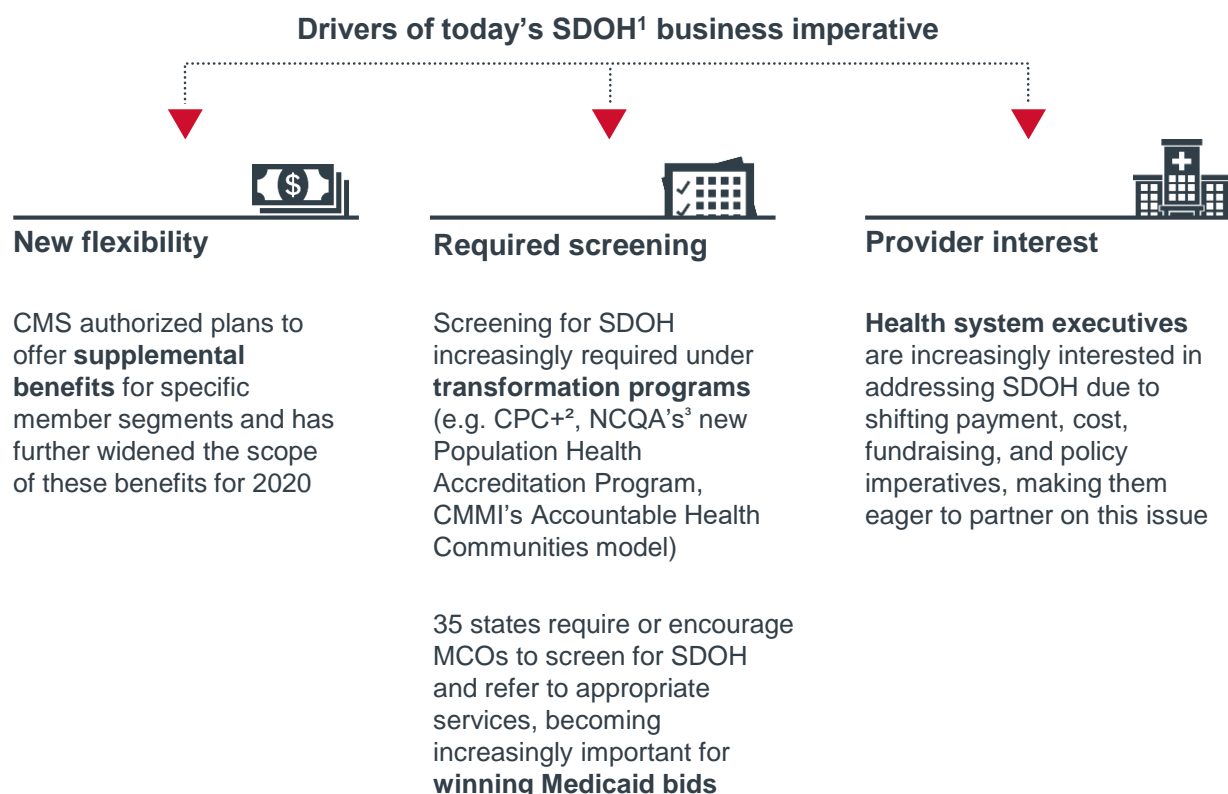 Drivers of today’s SDOH¹ business imperative
$
New flexibility
CMS authorized plans to
offer supplemental
benefits for specific
member segments and has
further widened the scope
of these benefits for 2020
Required screening
Screening for SDOH
increasingly required under
transformation programs
(e.g. CPC+², NCQA’s³ new
Population Health
Accreditation Program,
CMMI’s Accountable Health
Communities model)
35 states require or encourage
MCOs to screen for SDOH
and refer to appropriate
services, becoming
increasingly important for
winning Medicaid bids
Provider interest
Health system executives
are increasingly interested in
addressing SDOH due to
shifting payment, cost,
fundraising, and policy
imperatives, making them
eager to partner on this issue